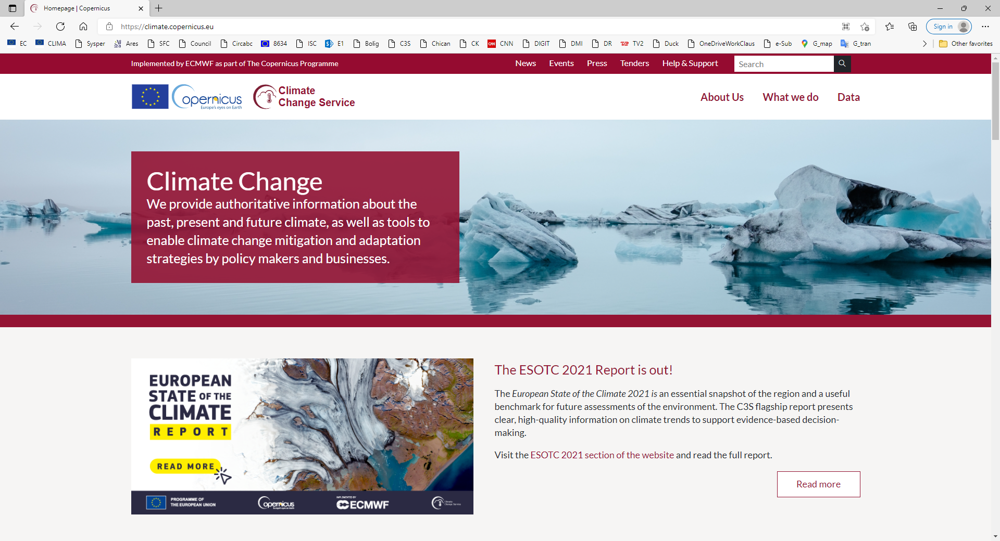 Homepage | Copernicus
https://climate.copernicus.eu
Sign in
EC CLIMA Sysper Ares SFC Council Circabc 8634 ISC E1 Bolig C3S Chican CK CNN DIGIT DMI DR TV2 Duck OneDriveWorkClaus e-Sub G_map G_tran Other favorites
Implemented by ECMWF as part of The Copernicus Programme
News Events Press Tenders Help & Support Search
Copernicus
Europe's eyes on Earth
Climate
Change Service
About Us What we do Data
Climate Change
We provide authoritative information about the
past, present and future climate, as well as tools to
enable climate change mitigation and adaptation
strategies by policy makers and businesses.
EUROPEAN
STATE OF THE
CLIMATE
REPORT
READ MORE
PROGRAMME OF
THE EUROPEAN UNION
Copernicus
Europe's eyes on Earth
IMPLEMENTED BY
ECMWF
Climate
Change Service
The ESOTC 2021 Report is out!
The European State of the Climate 2021 is an essential snapshot of the region and a useful
benchmark for future assessments of the environment. The C3S flagship report presents
clear, high-quality information on climate trends to support evidence-based decision-
making.
Visit the ESOTC 2021 section of the website and read the full report.
Read more